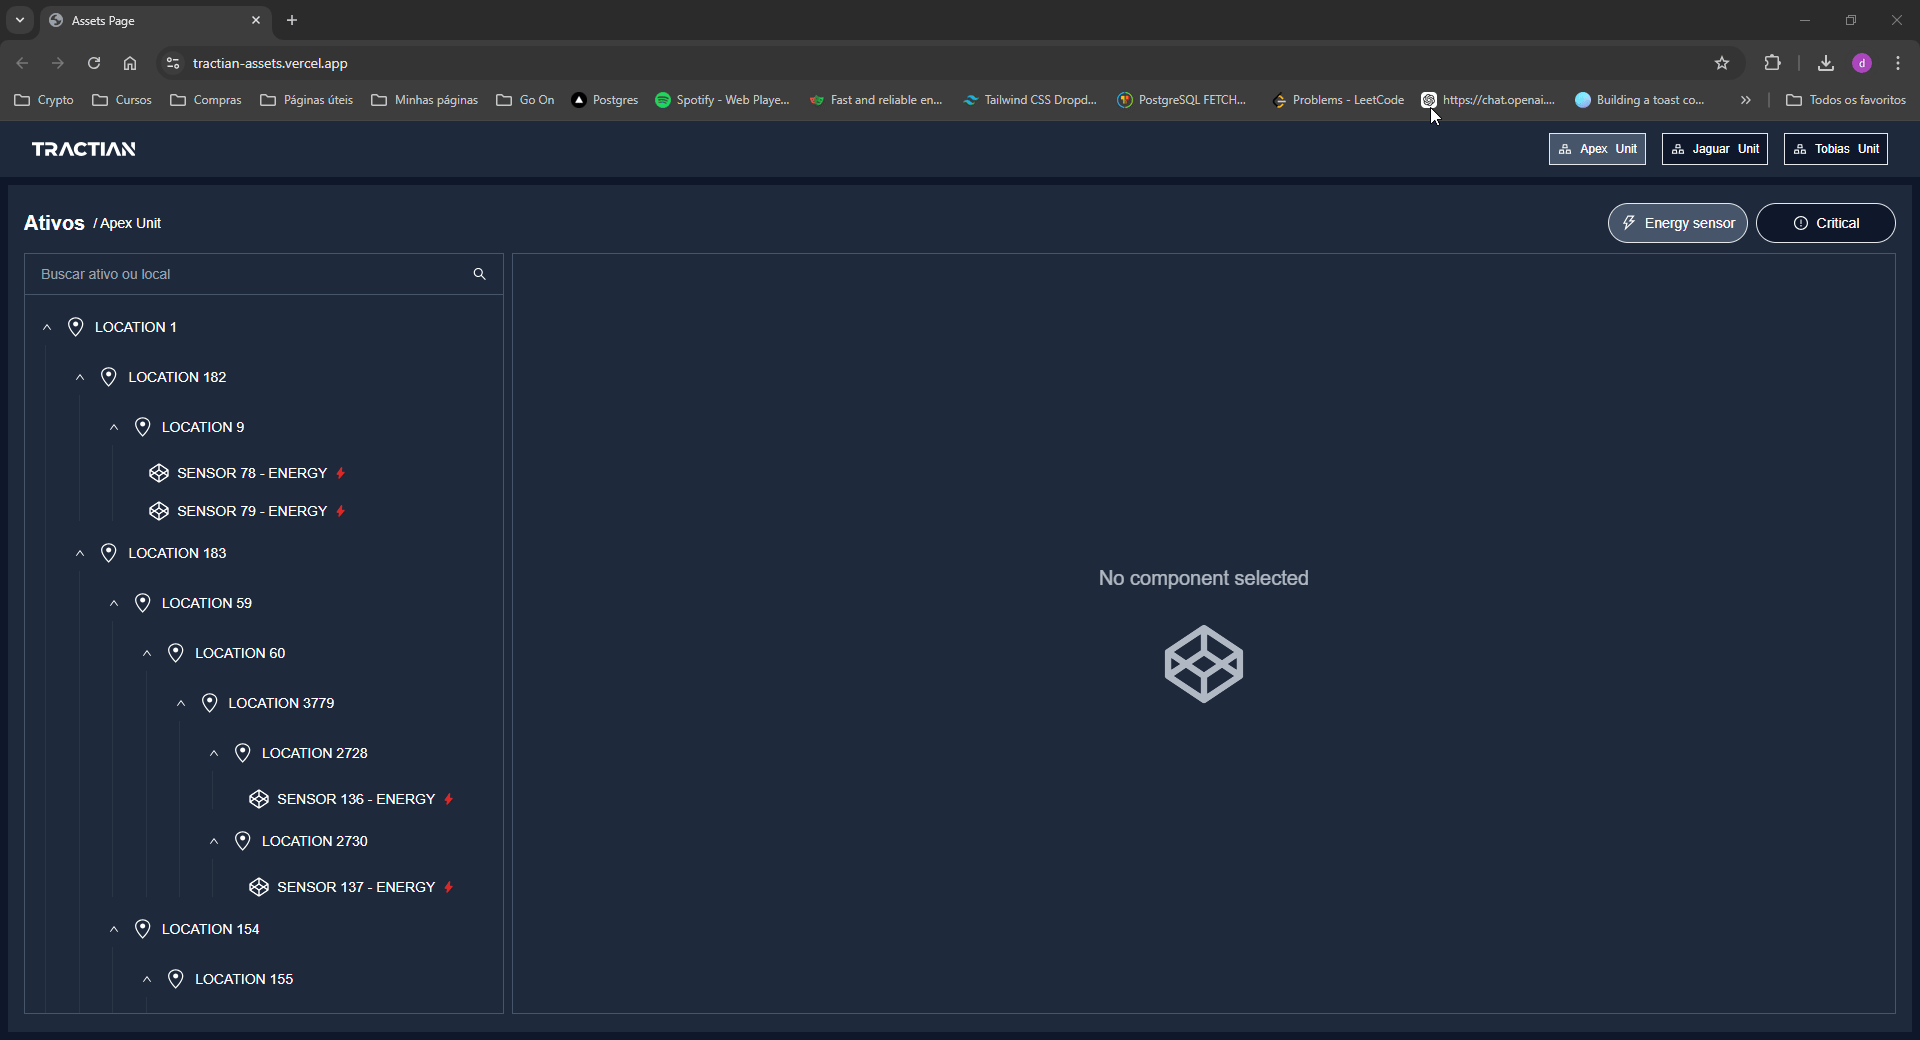 Assets Page
tractian-assets.vercel.app
d
Crypto Cursos Compras Páginas úteis Minhas páginas Go On Postgres Spotify - Web Playe... Fast and reliable en... Tailwind CSS Dropd... PostgreSQL FETCH... Problems - LeetCode https://chat.openai.... Building a toast co... Todos os favoritos
TRACTIAN Apex Unit Jaguar Unit Tobias Unit
Ativos / Apex Unit Energy sensor Critical
Buscar ativo ou local
LOCATION 1
LOCATION 182
LOCATION 9
SENSOR 78 - ENERGY
SENSOR 79 - ENERGY
LOCATION 183
LOCATION 59
LOCATION 60
LOCATION 3779
LOCATION 2728
SENSOR 136 - ENERGY
LOCATION 2730
SENSOR 137 - ENERGY
LOCATION 154
LOCATION 155
No component selected